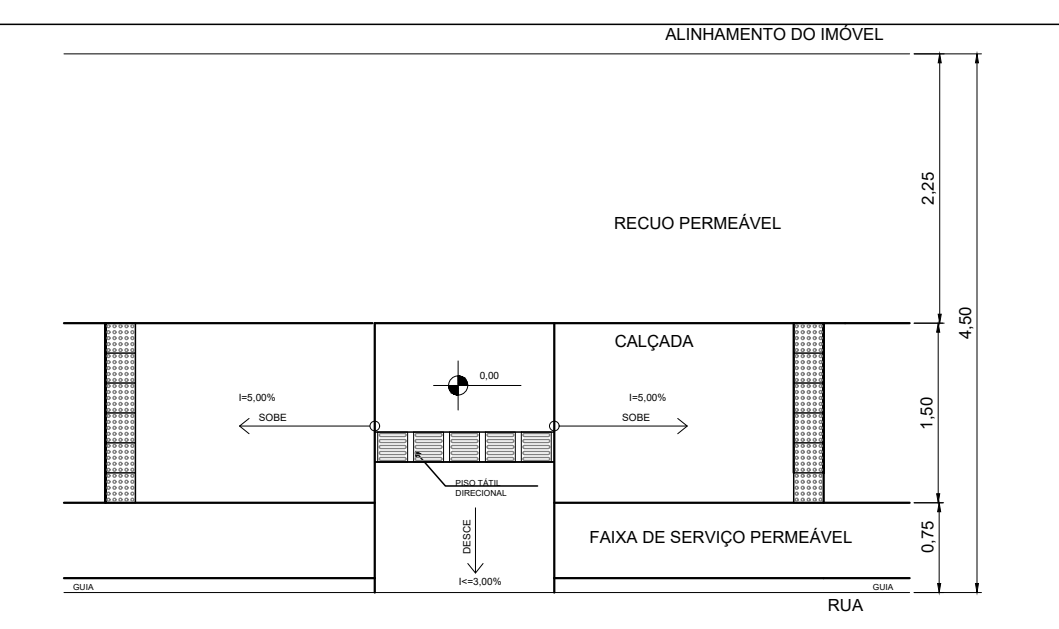 ALINHAMENTO DO IMÓVEL
2,25
RECUO PERMEÁVEL
4,50
CALÇADA
0,00
I=5,00%
I=5,00%
SOBE
SOBE
1,50
PISO TÁTIL
DIRECIONAL
DESCE
FAIXA DE SERVIÇO PERMEÁVEL
0,75
I<=3,00%
GUIA
GUIA
RUA